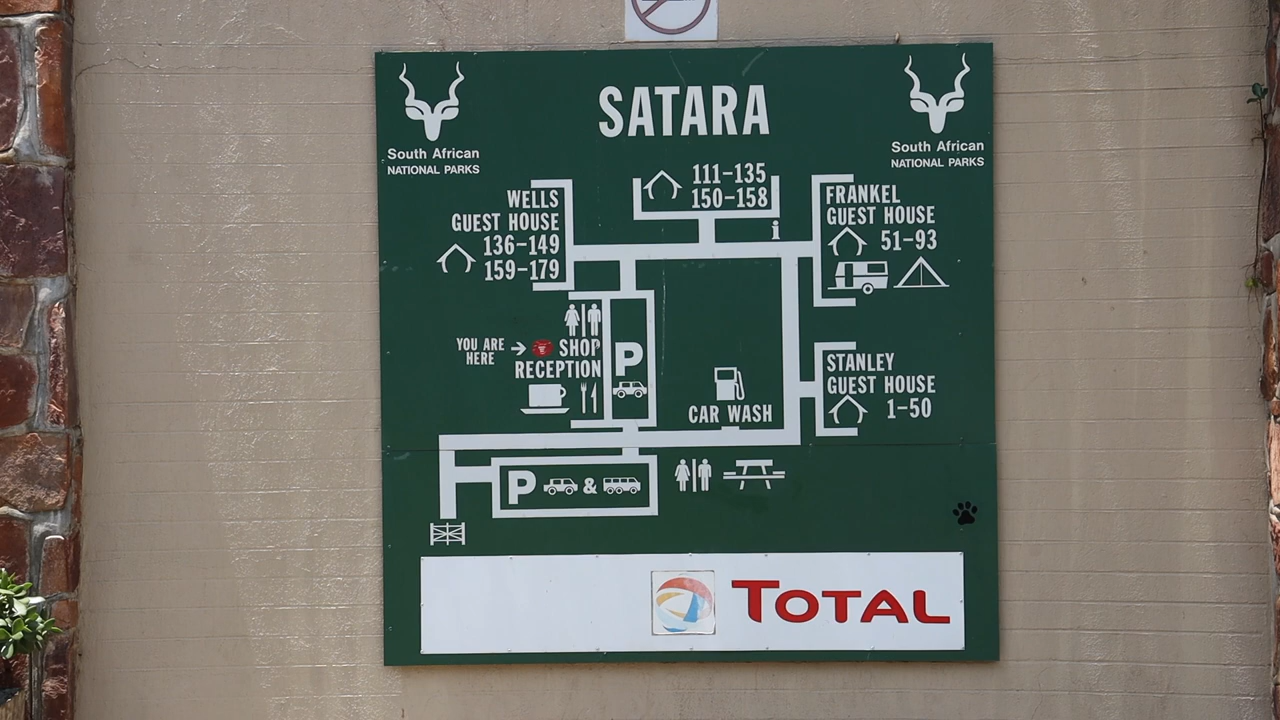 SATARA
South African
NATIONAL PARKS
South African
NATIONAL PARKS
111-135
150-158
WELLS
GUEST HOUSE
136-149
159-179
i
FRANKEL
GUEST HOUSE
51-93
YOU ARE
HERE
SHOP
RECEPTION
P
STANLEY
GUEST HOUSE
1-50
CAR WASH
P &
TOTAL